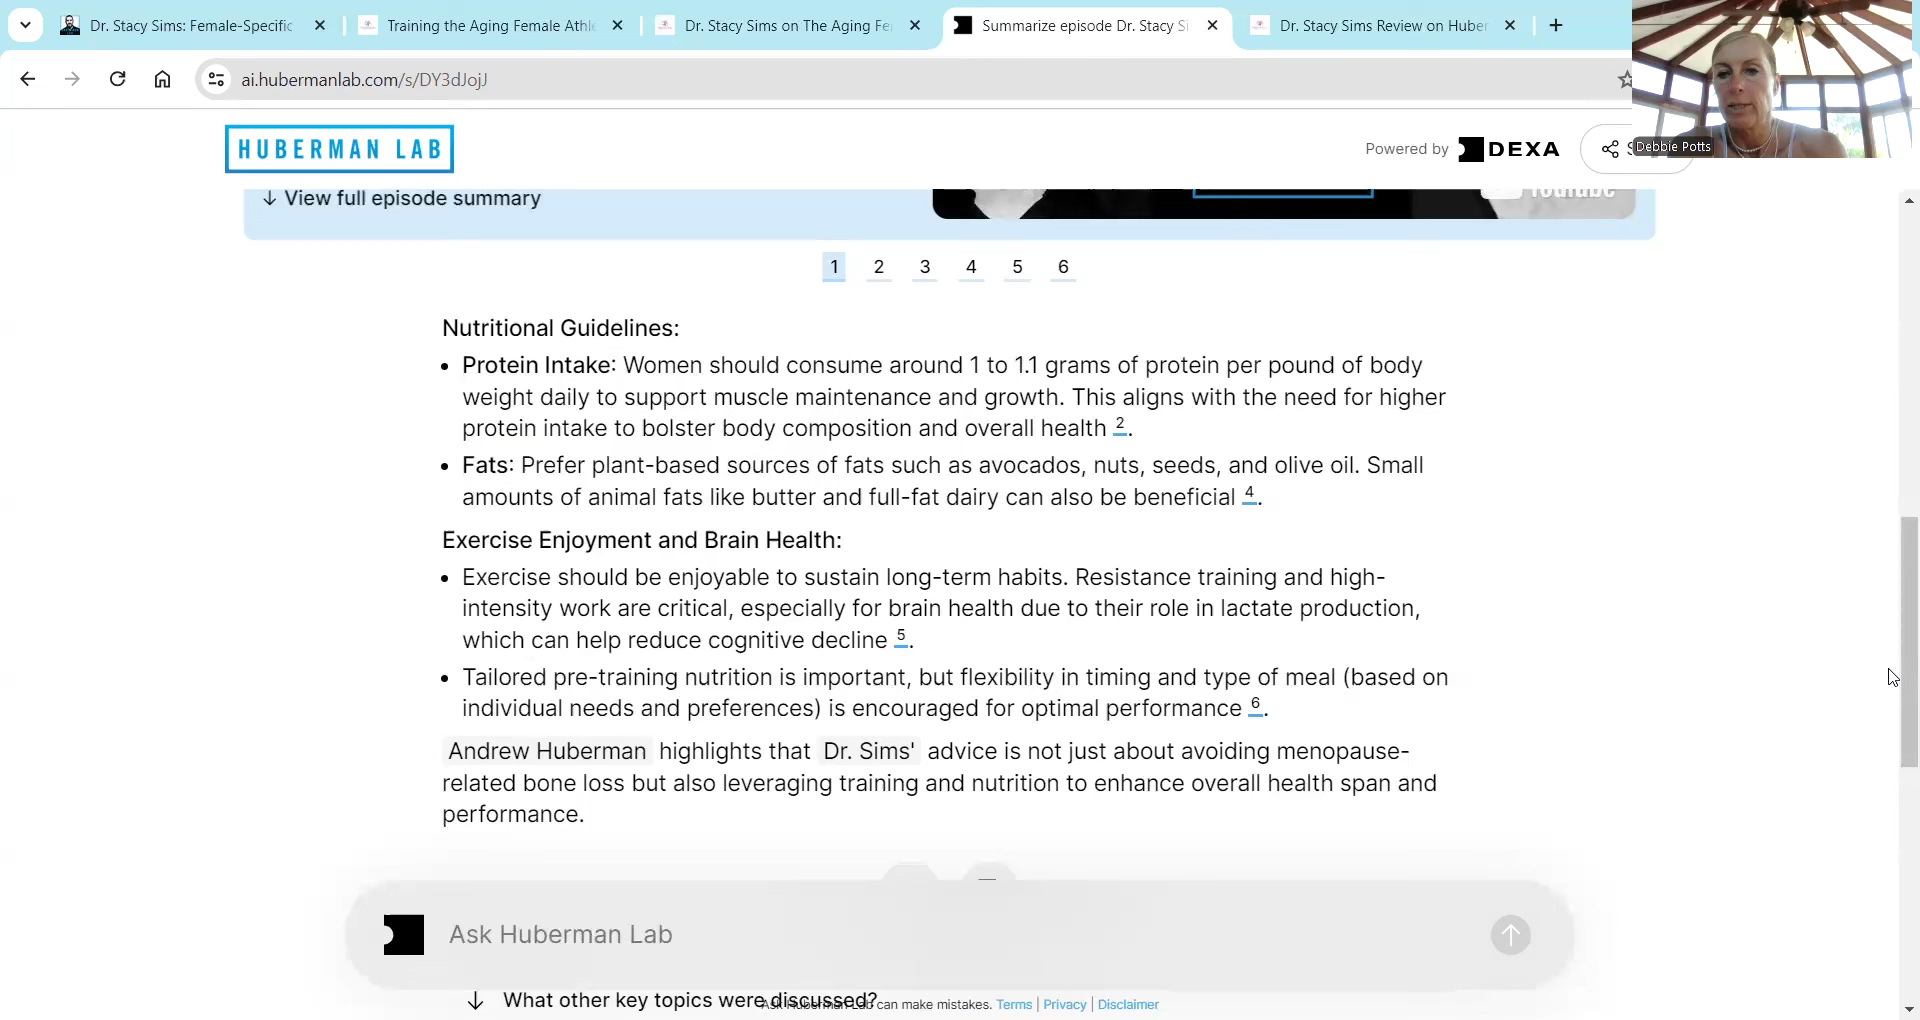 Dr. Stacy Sims: Female-Specific
Training the Aging Female Athle
Dr. Stacy Sims on The Aging Fe
Summarize episode Dr. Stacy Si
Dr. Stacy Sims Review on Huber
ai.hubermanlab.com/s/DY3dJojJ
HUBERMAN LAB
Powered by DEXA
Debbie Potts
↓ View full episode summary
YouTube
1 2 3 4 5 6
Nutritional Guidelines:
• Protein Intake: Women should consume around 1 to 1.1 grams of protein per pound of body
weight daily to support muscle maintenance and growth. This aligns with the need for higher
protein intake to bolster body composition and overall health 2.
• Fats: Prefer plant-based sources of fats such as avocados, nuts, seeds, and olive oil. Small
amounts of animal fats like butter and full-fat dairy can also be beneficial 4.
Exercise Enjoyment and Brain Health:
• Exercise should be enjoyable to sustain long-term habits. Resistance training and high-
intensity work are critical, especially for brain health due to their role in lactate production,
which can help reduce cognitive decline 5.
• Tailored pre-training nutrition is important, but flexibility in timing and type of meal (based on
individual needs and preferences) is encouraged for optimal performance 6.
Andrew Huberman highlights that Dr. Sims' advice is not just about avoiding menopause-
related bone loss but also leveraging training and nutrition to enhance overall health span and
performance.
Ask Huberman Lab
↓ What other key topics were discussed?
Ask Huberman Lab can make mistakes. Terms | Privacy | Disclaimer